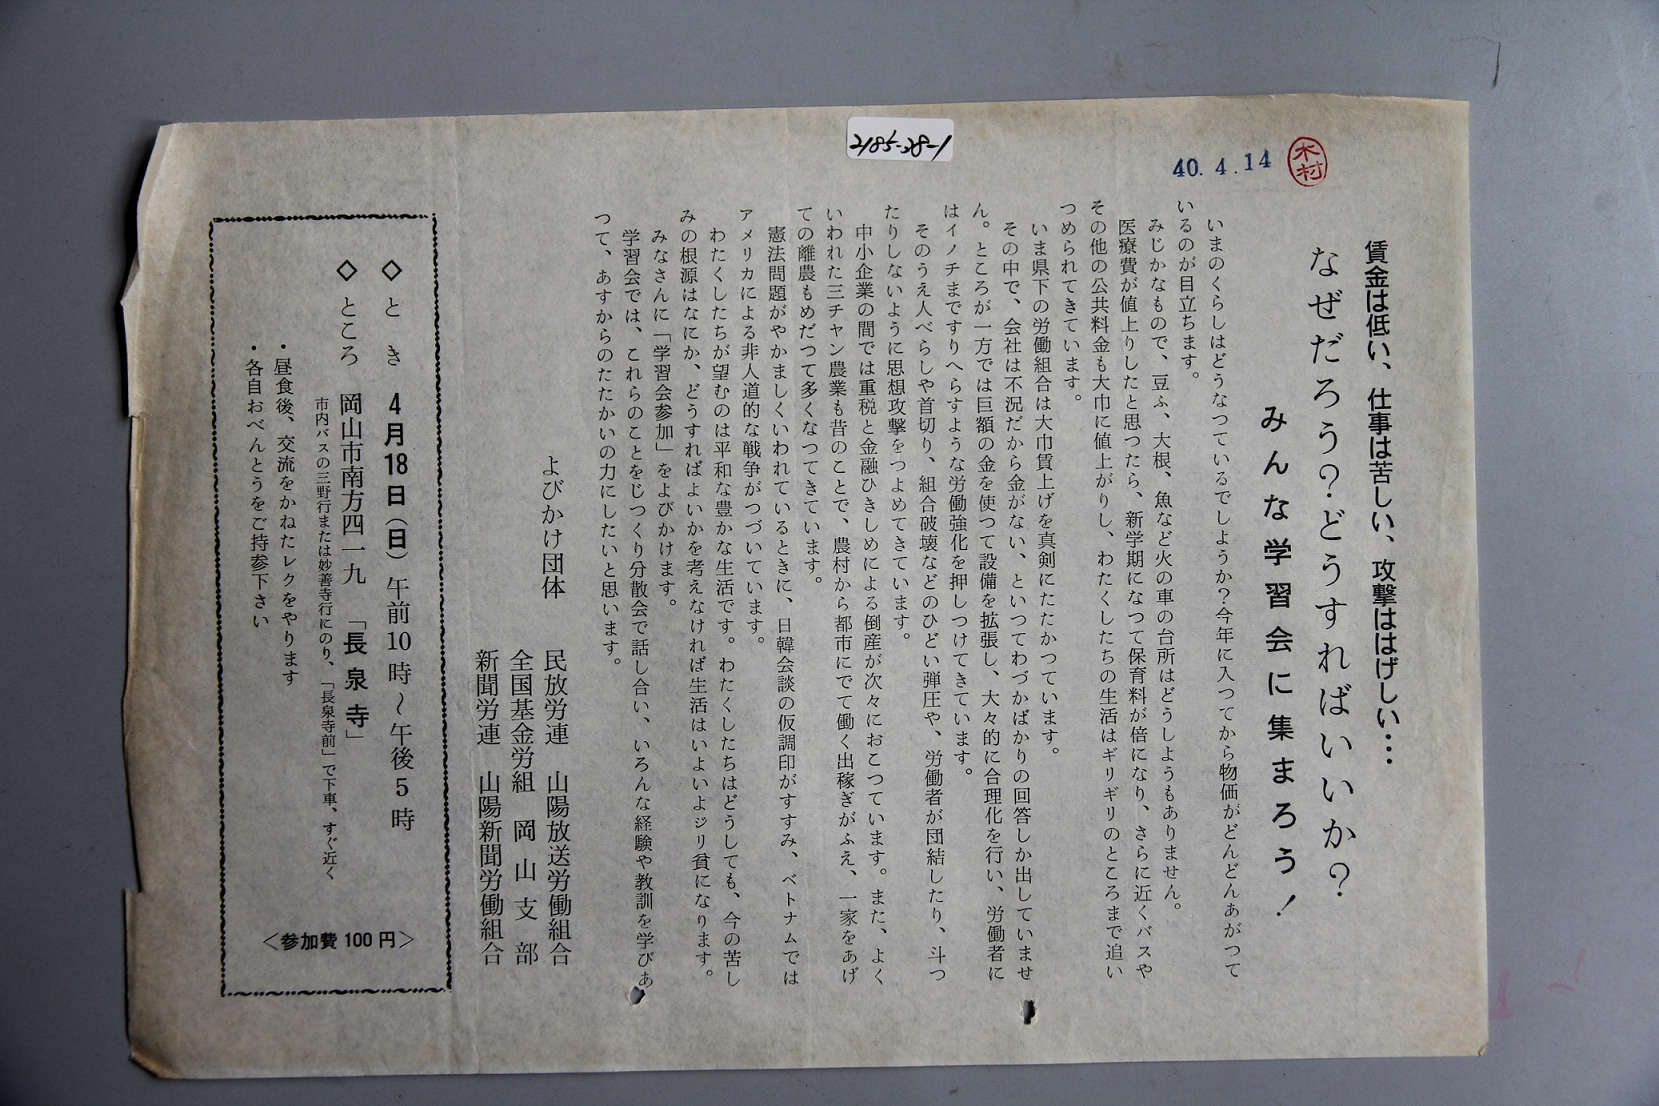 2185-38-1
40.4.14
木村
賃金は低い、仕事は苦しい、攻撃ははげしい…
なぜだろう?どうすればいいか?
みんな学習会に集まろう!
いまのくらしはどうなつているでしようか?今年に入つてから物価がどんどんあがつて
いるのが目立ちます。
みじかなもので、豆ふ、大根、魚など火の車の台所はどうしようもありません。
医療費が値上りしたと思つたら、新学期になつて保育料が倍になり、さらに近くバスや
その他の公共料金も大巾に値上がりし、わたくしたちの生活はギリギリのところまで追い
つめられてきています。
いま県下の労働組合は大巾賃上げを真剣にたたかつています。
その中で、会社は不況だから金がない、といつてわづかばかりの回答しか出していませ
ん。ところが一方では巨額の金を使つて設備を拡張し、大々的に合理化を行い、労働者に
はイノチまですりへらすような労働強化を押しつけてきています。
そのうえ人べらしや首切り、組合破壊などのひどい弾圧や、労働者が団結したり、斗つ
たりしないように思想攻撃をつよめてきています。
中小企業の間では重税と金融ひきしめによる倒産が次々におこつています。また、よく
いわれた三チャン農業も昔のことで、農村から都市にでて働く出稼ぎがふえ、一家をあげ
ての離農もめだつて多くなつてきています。
憲法問題がやかましくいわれているときに、日韓会談の仮調印がすすみ、ベトナムでは
アメリカによる非人道的な戦争がつづいています。
わたくしたちが望むのは平和な豊かな生活です。わたくしたちはどうしても、今の苦し
みの根源はなにか、どうすればよいかを考えなければ生活はいよいよジリ貧になります。
みなさんに「学習会参加」をよびかけます。
学習会では、これらのことをじつくり分散会で話し合い、いろんな経験や教訓を学びあ
つて、あすからのたたかいの力にしたいと思います。
よびかけ団体
民放労連 山陽放送労働組合
全国基金労組 岡山支部
新聞労連 山陽新聞労働組合
◇とき 4月18日(日)午前10時~午後5時
◇ところ 岡山市南方四一九 「長泉寺」
市内バスの三野行または妙善寺行にのり、「長泉寺前」で下車、すぐ近く
・昼食後、交流をかねたレクをやります
・各自おべんとうをご持参下さい
<参加費100円>